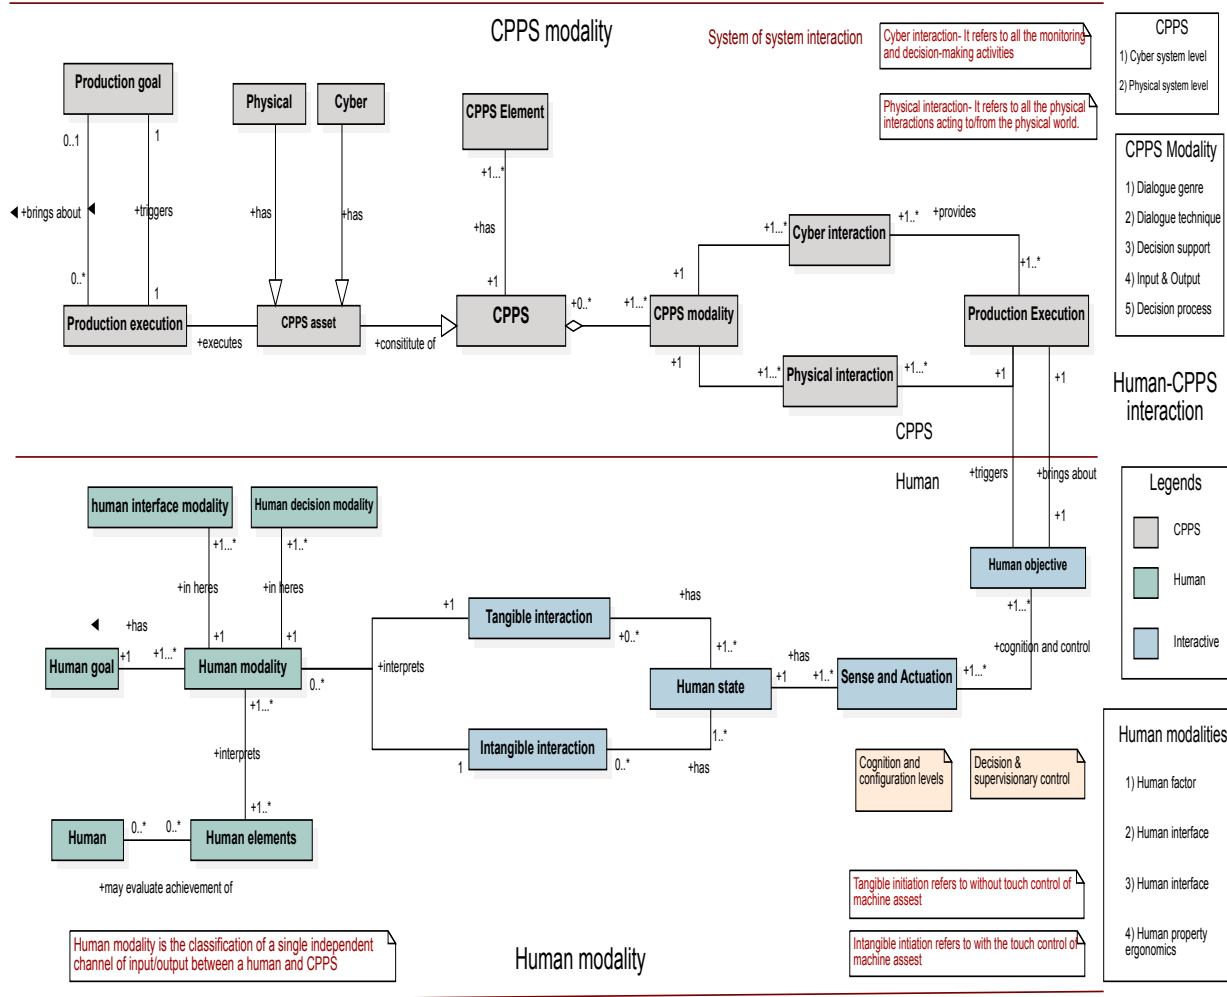 CPPS modality
System of system interaction
Cyber interaction- It refers to all the monitoring
and decision-making activities
Physical interaction- It refers to all the physical
interactions acting to/from the physical world.
CPPS
1) Cyber system level
2) Physical system level
CPPS Modality
1) Dialogue genre
2) Dialogue technique
3) Decision support
4) Input & Output
5) Decision process
Human-CPPS
interaction
Production goal
Physical
Cyber
CPPS Element
0..1
1
+1...*
+brings about
+triggers
+has
+has
+has
0..*
1
+1
Production execution
+executes
CPPS asset
+consititute of
CPPS
+0..*
+1...*
CPPS modality
+1
+1
+1...*
Cyber interaction
+1..*
+provides
+1..*
Production Execution
+1...*
Physical interaction
+1...*
+1
+1
CPPS
Human
+triggers
+brings about
+1
Legends
CPPS
Human
Interactive
human interface modality
Human decision modality
+1...*
+1..*
+in heres
+in heres
+has
+1
+1
Human goal
+1
+1...*
Human modality
0..*
+interprets
+1
Tangible interaction
+0..*
+has
+1..*
Human state
+1
+has
+1..*
Sense and Actuation
+1...*
+cognition and control
+1...*
Human objective
1
Intangible interaction
0..*
+has
1..*
+1...*
+interprets
+1..*
Human
0..*
0..*
Human elements
+may evaluate achievement of
Cognition and
configuration levels
Decision &
supervisionary control
Human modalities
1) Human factor
2) Human interface
3) Human interface
4) Human property
ergonomics
Tangible initiation refers to without touch control of
machine assest
Intangible intiation refers to with the touch control of
machine assest
Human modality is the classification of a single independent
channel of input/output between a human and CPPS
Human modality